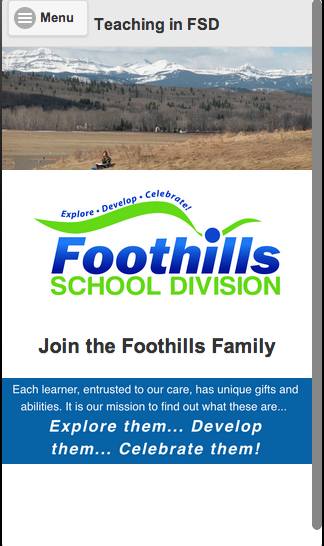 Menu
Teaching in FSD
Explore • Develop • Celebrate!
Foothills
SCHOOL DIVISION
Join the Foothills Family
Each learner, entrusted to our care, has unique gifts and
abilities. It is our mission to find out what these are...
Explore them... Develop
them... Celebrate them!